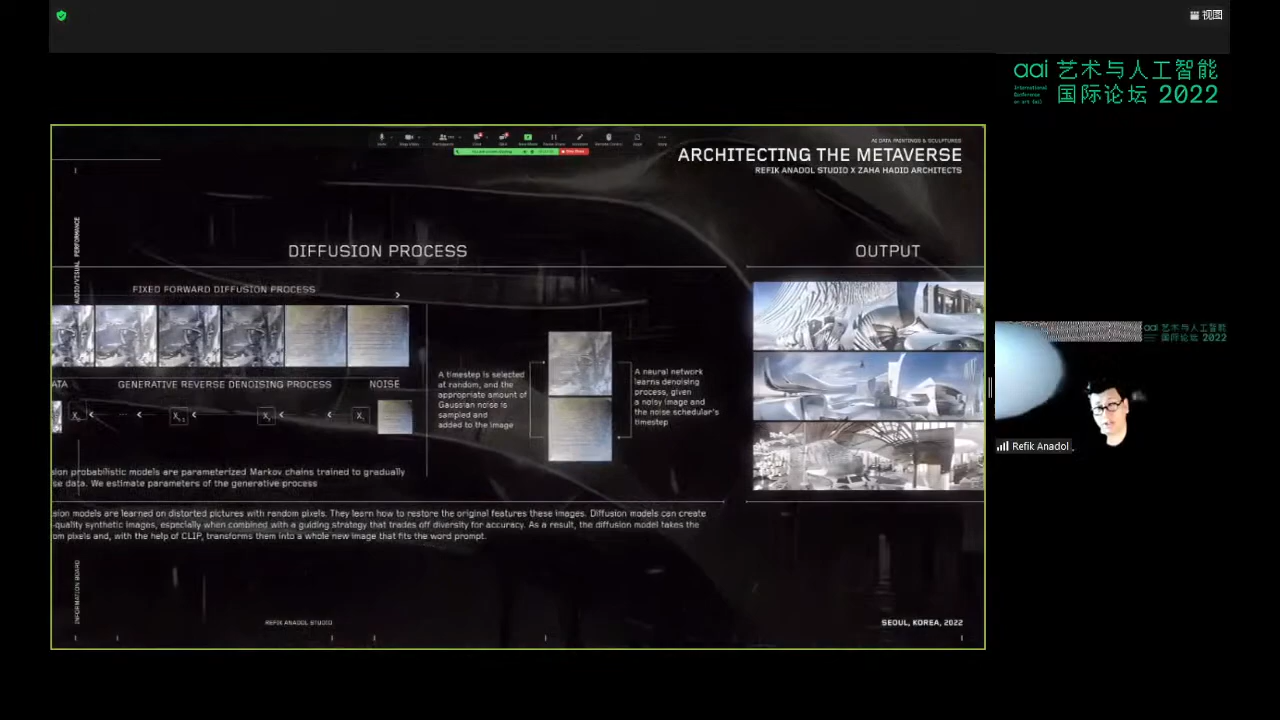 视图
aai 艺术与人工智能
国际论坛 2022
International
Conference
on art (ai)
AI DATA PAINTINGS & SCULPTURES
ARCHITECTING THE METAVERSE
REFIK ANADOL STUDIO X ZAHA HADID ARCHITECTS
AUDIO/VISUAL PERFORMANCE
DIFFUSION PROCESS
OUTPUT
FIXED FORWARD DIFFUSION PROCESS
ATA
GENERATIVE REVERSE DENOISING PROCESS
NOISE
A timestep is selected
at random, and the
appropriate amount of
Gaussian noise is
sampled and
added to the image
A neural network
learns denoising
process, given
a noisy image and
the noise schedular's
timestep
sion probabilistic models are parameterized Markov chains trained to gradually
se data. We estimate parameters of the generative process
sion models are learned on distorted pictures with random pixels. They learn how to restore the original features these images. Diffusion models can create
-quality synthetic images, especially when combined with a guiding strategy that trades off diversity for accuracy. As a result, the diffusion model takes the
om pixels and, with the help of CLIP, transforms them into a whole new image that fits the word prompt.
INFORMATION BOARD
REFIK ANADOL STUDIO
SEOUL, KOREA, 2022
aai 艺术与人工智能
国际论坛 2022
Refik Anadol